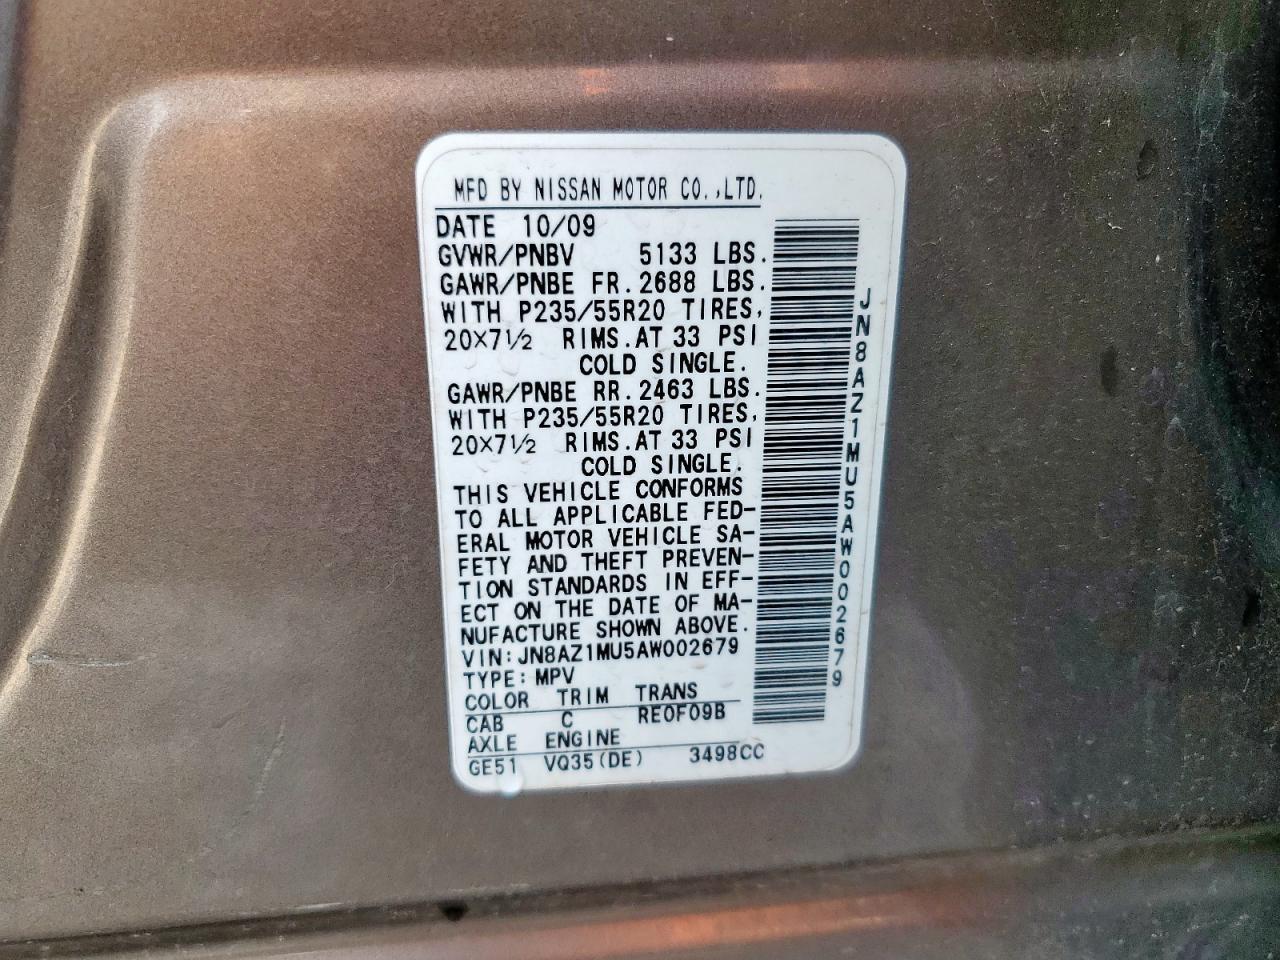 MFD BY NISSAN MOTOR CO.,LTD.
DATE 10/09
GVWR/PNBV 5133 LBS.
GAWR/PNBE FR.2688 LBS.
WITH P235/55R20 TIRES,
20X7 1/2 RIMS.AT 33 PSI
COLD SINGLE.
GAWR/PNBE RR.2463 LBS.
WITH P235/55R20 TIRES,
20X7 1/2 RIMS.AT 33 PSI
COLD SINGLE.
THIS VEHICLE CONFORMS
TO ALL APPLICABLE FED-
ERAL MOTOR VEHICLE SA-
FETY AND THEFT PREVEN-
TION STANDARDS IN EFF-
ECT ON THE DATE OF MA-
NUFACTURE SHOWN ABOVE.
VIN:JN8AZ1MU5AW002679
TYPE:MPV
COLOR TRIM TRANS
CAB C RE0F09B
AXLE ENGINE
GE51 VQ35(DE) 3498CC
JN8AZ1MU5AW002679